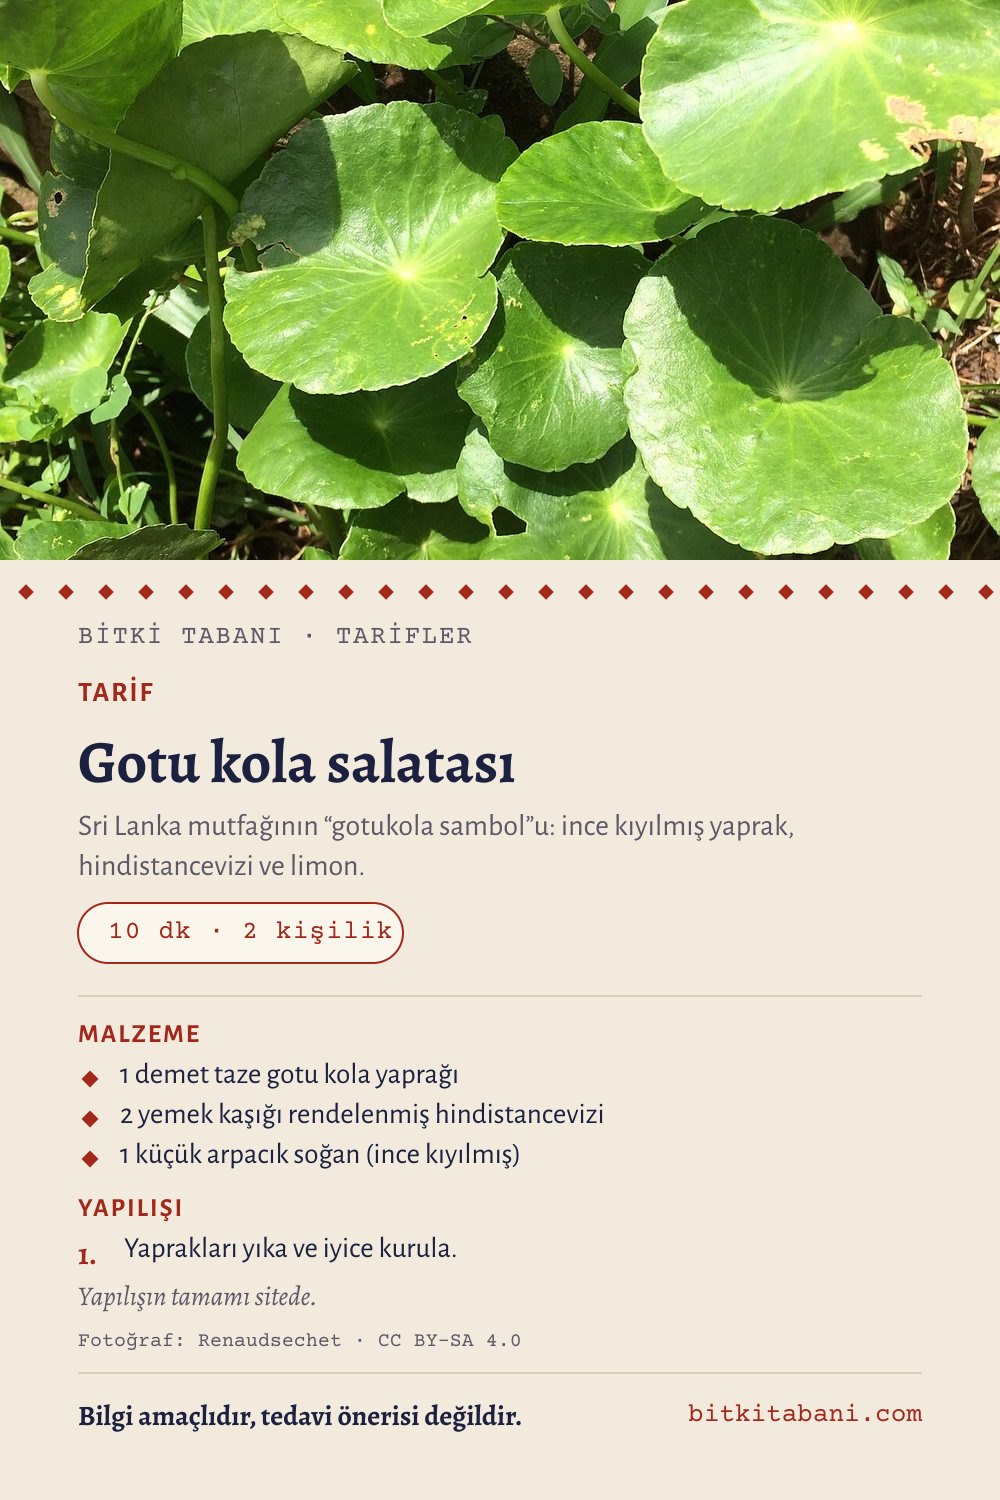 BİTKİ TABANI · TARİFLER
TARİF
Gotu kola salatası
Sri Lanka mutfağının “gotukola sambol”u: ince kıyılmış yaprak,
hindistancevizi ve limon.
10 dk · 2 kişilik
MALZEME
◆ 1 demet taze gotu kola yaprağı
◆ 2 yemek kaşığı rendelenmiş hindistancevizi
◆ 1 küçük arpacık soğan (ince kıyılmış)
YAPILIŞI
1. Yaprakları yıka ve iyice kurula.
Yapılışın tamamı sitede.
Fotoğraf: Renaudsechet · CC BY-SA 4.0
Bilgi amaçlıdır, tedavi önerisi değildir.
bitkitabani.com